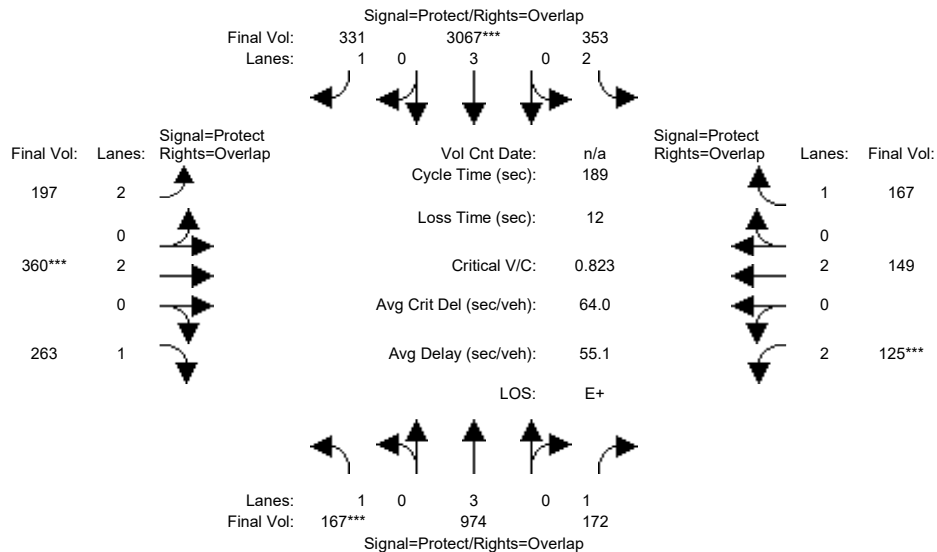 Signal=Protect/Rights=Overlap
Final Vol: 331 3067*** 353
Lanes: 1 0 3 0 2
Signal=Protect Signal=Protect
Final Vol: Lanes: Rights=Overlap Vol Cnt Date: n/a Rights=Overlap Lanes: Final Vol:
Cycle Time (sec): 189
197 2 1 167
Loss Time (sec): 12
0 0
360*** 2 Critical V/C: 0.823 2 149
0 Avg Crit Del (sec/veh): 64.0 0
263 1 Avg Delay (sec/veh): 55.1 2 125***
LOS: E+
Lanes: 1 0 3 0 1
Final Vol: 167*** 974 172
Signal=Protect/Rights=Overlap